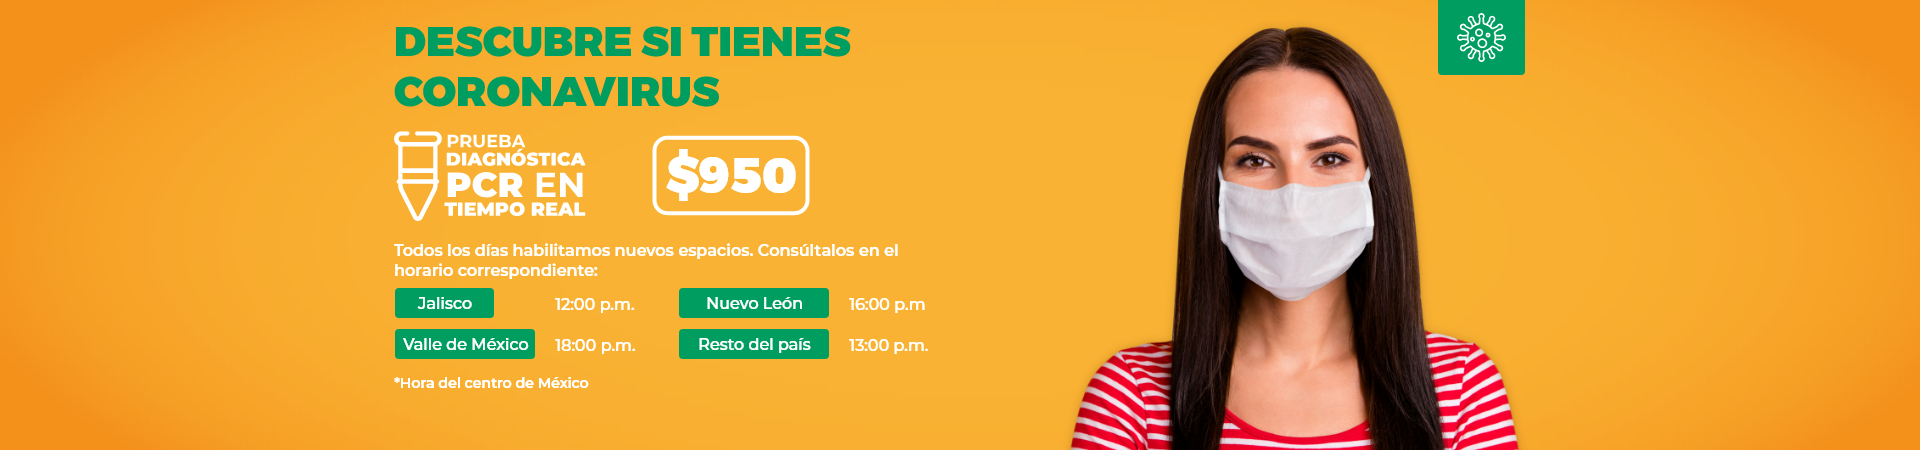 DESCUBRE SI TIENES
CORONAVIRUS
PRUEBA
DIAGNÓSTICA
PCR EN
TIEMPO REAL
$950
Todos los días habilitamos nuevos espacios. Consúltalos en el
horario correspondiente:
Jalisco 12:00 p.m. Nuevo León 16:00 p.m
Valle de México 18:00 p.m. Resto del país 13:00 p.m.
*Hora del centro de México